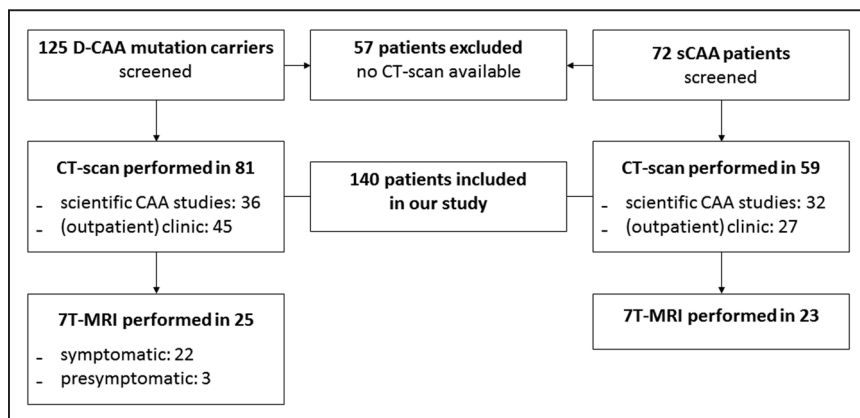 125 D-CAA mutation carriers
screened
57 patients excluded
no CT-scan available
72 sCAA patients
screened
CT-scan performed in 81
- scientific CAA studies: 36
- (outpatient) clinic: 45
140 patients included
in our study
CT-scan performed in 59
- scientific CAA studies: 32
- (outpatient) clinic: 27
7T-MRI performed in 25
- symptomatic: 22
- presymptomatic: 3
7T-MRI performed in 23